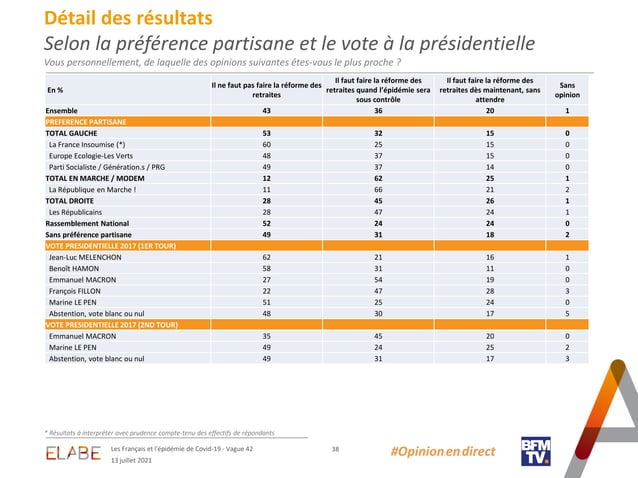 Détail des résultats
Selon la préférence partisane et le vote à la présidentielle
Vous personnellement, de laquelle des opinions suivantes êtes-vous le plus proche ?
En %
Il ne faut pas faire la réforme des
retraites
Il faut faire la réforme des
retraites quand l'épidémie sera
sous contrôle
Il faut faire la réforme des
retraites dès maintenant, sans
attendre
Sans
opinion
Ensemble 43 36 20 1
PREFERENCE PARTISANE
TOTAL GAUCHE 53 32 15 0
La France Insoumise (*) 60 25 15 0
Europe Ecologie-Les Verts 48 37 15 0
Parti Socialiste / Génération.s / PRG 49 37 14 0
TOTAL EN MARCHE / MODEM 12 62 25 1
La République en Marche ! 11 66 21 2
TOTAL DROITE 28 45 26 1
Les Républicains 28 47 24 1
Rassemblement National 52 24 24 0
Sans préférence partisane 49 31 18 2
VOTE PRESIDENTIELLE 2017 (1ER TOUR)
Jean-Luc MELENCHON 62 21 16 1
Benoît HAMON 58 31 11 0
Emmanuel MACRON 27 54 19 0
François FILLON 22 47 28 3
Marine LE PEN 51 25 24 0
Abstention, vote blanc ou nul 48 30 17 5
VOTE PRESIDENTIELLE 2017 (2ND TOUR)
Emmanuel MACRON 35 45 20 0
Marine LE PEN 49 24 25 2
Abstention, vote blanc ou nul 49 31 17 3
* Résultats à interpréter avec prudence compte-tenu des effectifs de répondants
ELABE
Les Français et l'épidémie de Covid-19 - Vague 42
13 juillet 2021
38
#Opinion en direct
BFM
TV.